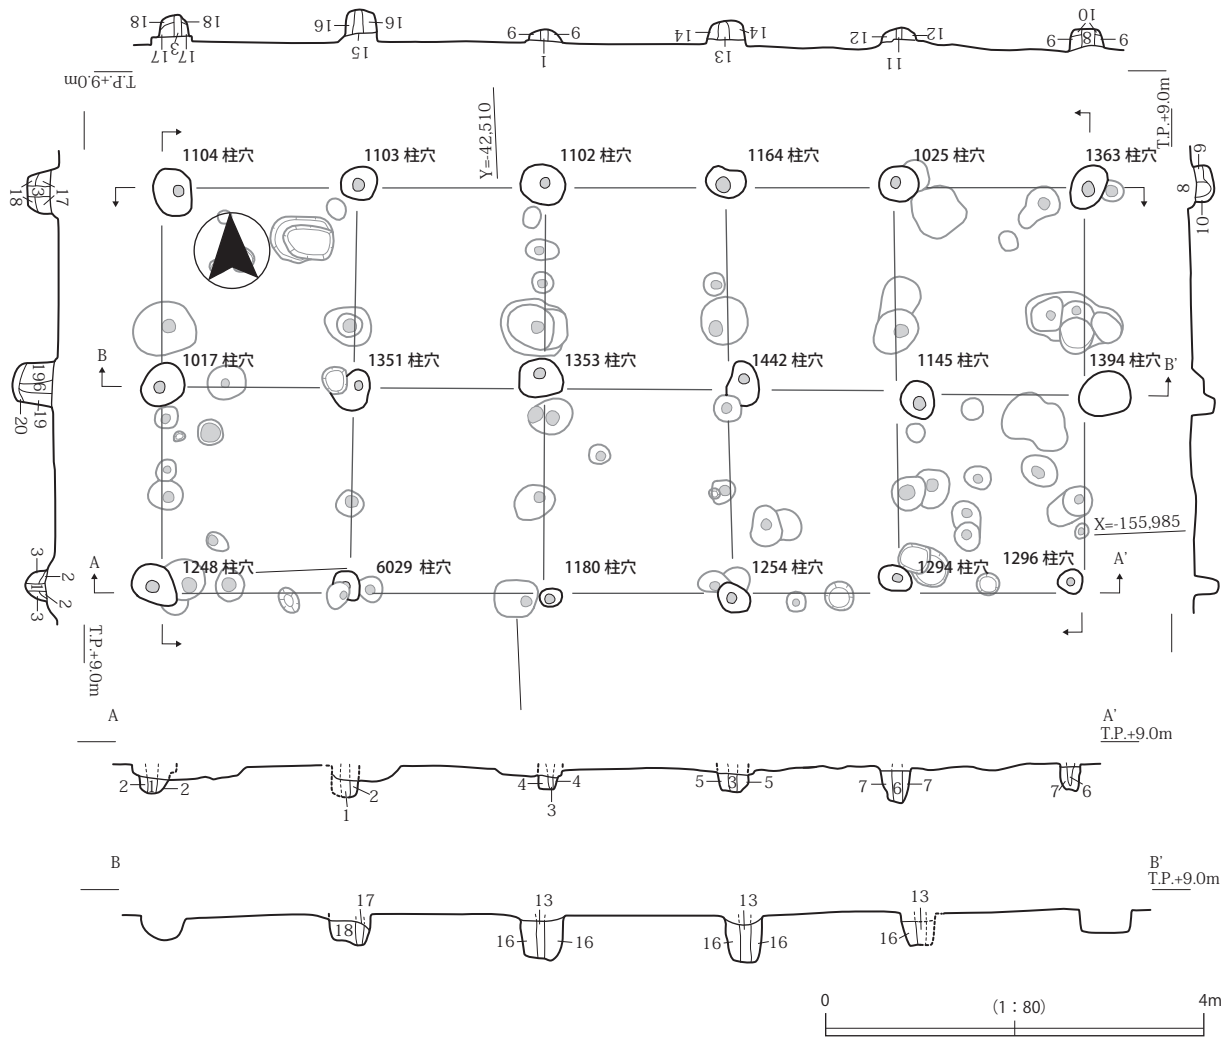 18 18 16 16 9 9 14 14 12 12 10
17 3 17 15 1 13 11 9 8 9
T.P.+9.0m
T.P.+9.0m
Y=-42,510
1104 柱穴 1103 柱穴 1102 柱穴 1164 柱穴 1025 柱穴 1363 柱穴
18 3 17
9 8 10
B 1017 柱穴 1351 柱穴 1353 柱穴 1442 柱穴 1145 柱穴 1394 柱穴 B'
20 19
X=-155,985
A 1248 柱穴 6029 柱穴 1180 柱穴 1254 柱穴 1294 柱穴 1296 柱穴 A'
3 2 1 2 3
T.P.+9.0m
A A'
T.P.+9.0m
2 1 2 1 2 4 3 4 5 3 5 7 6 7 7 6
B B'
T.P.+9.0m
18 17 16 13 16 16 13 16 16 13
0 (1：80) 4m